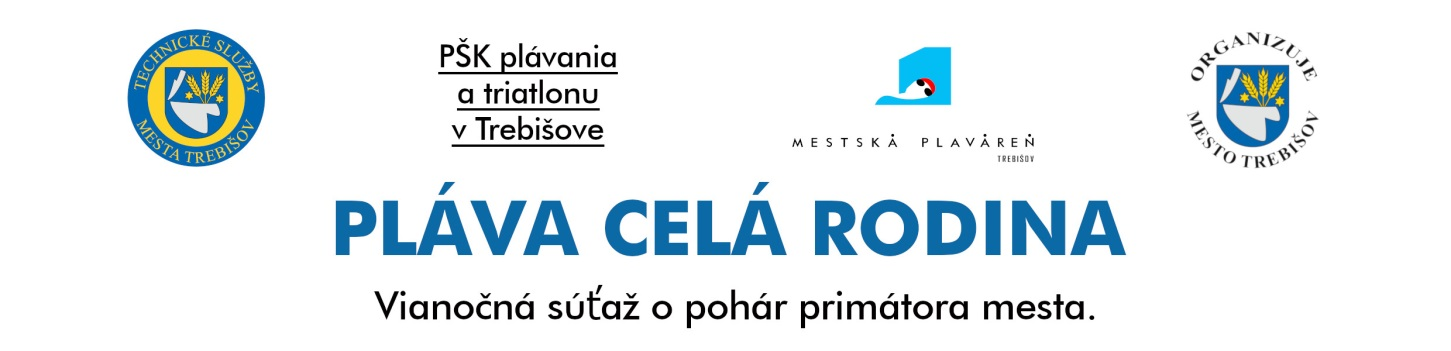 TECHNICKÉ SLUŽBY
MESTA TREBIŠOV
PŠK plávania
a triatlonu
v Trebišove
MESTSKÁ PLAVÁREŇ
TREBIŠOV
ORGANIZUJE
MESTO TREBIŠOV
PLÁVA CELÁ RODINA
Vianočná súťaž o pohár primátora mesta.